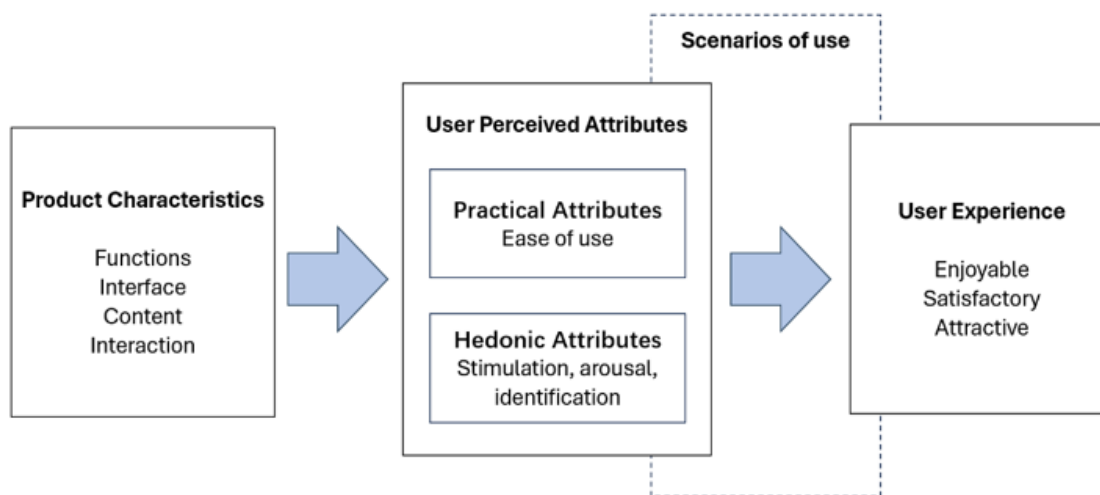 Scenarios of use
Product Characteristics
Functions
Interface
Content
Interaction
User Perceived Attributes
Practical Attributes
Ease of use
Hedonic Attributes
Stimulation, arousal,
identification
User Experience
Enjoyable
Satisfactory
Attractive